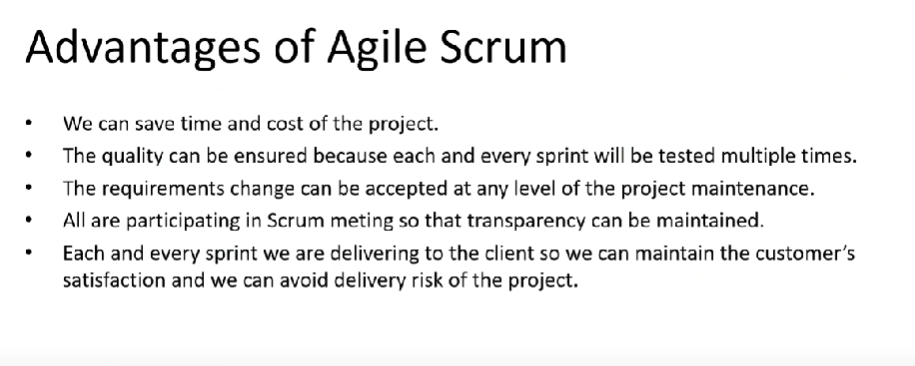 Advantages of Agile Scrum
• We can save time and cost of the project.
• The quality can be ensured because each and every sprint will be tested multiple times.
• The requirements change can be accepted at any level of the project maintenance.
• All are participating in Scrum meting so that transparency can be maintained.
• Each and every sprint we are delivering to the client so we can maintain the customer’s
satisfaction and we can avoid delivery risk of the project.